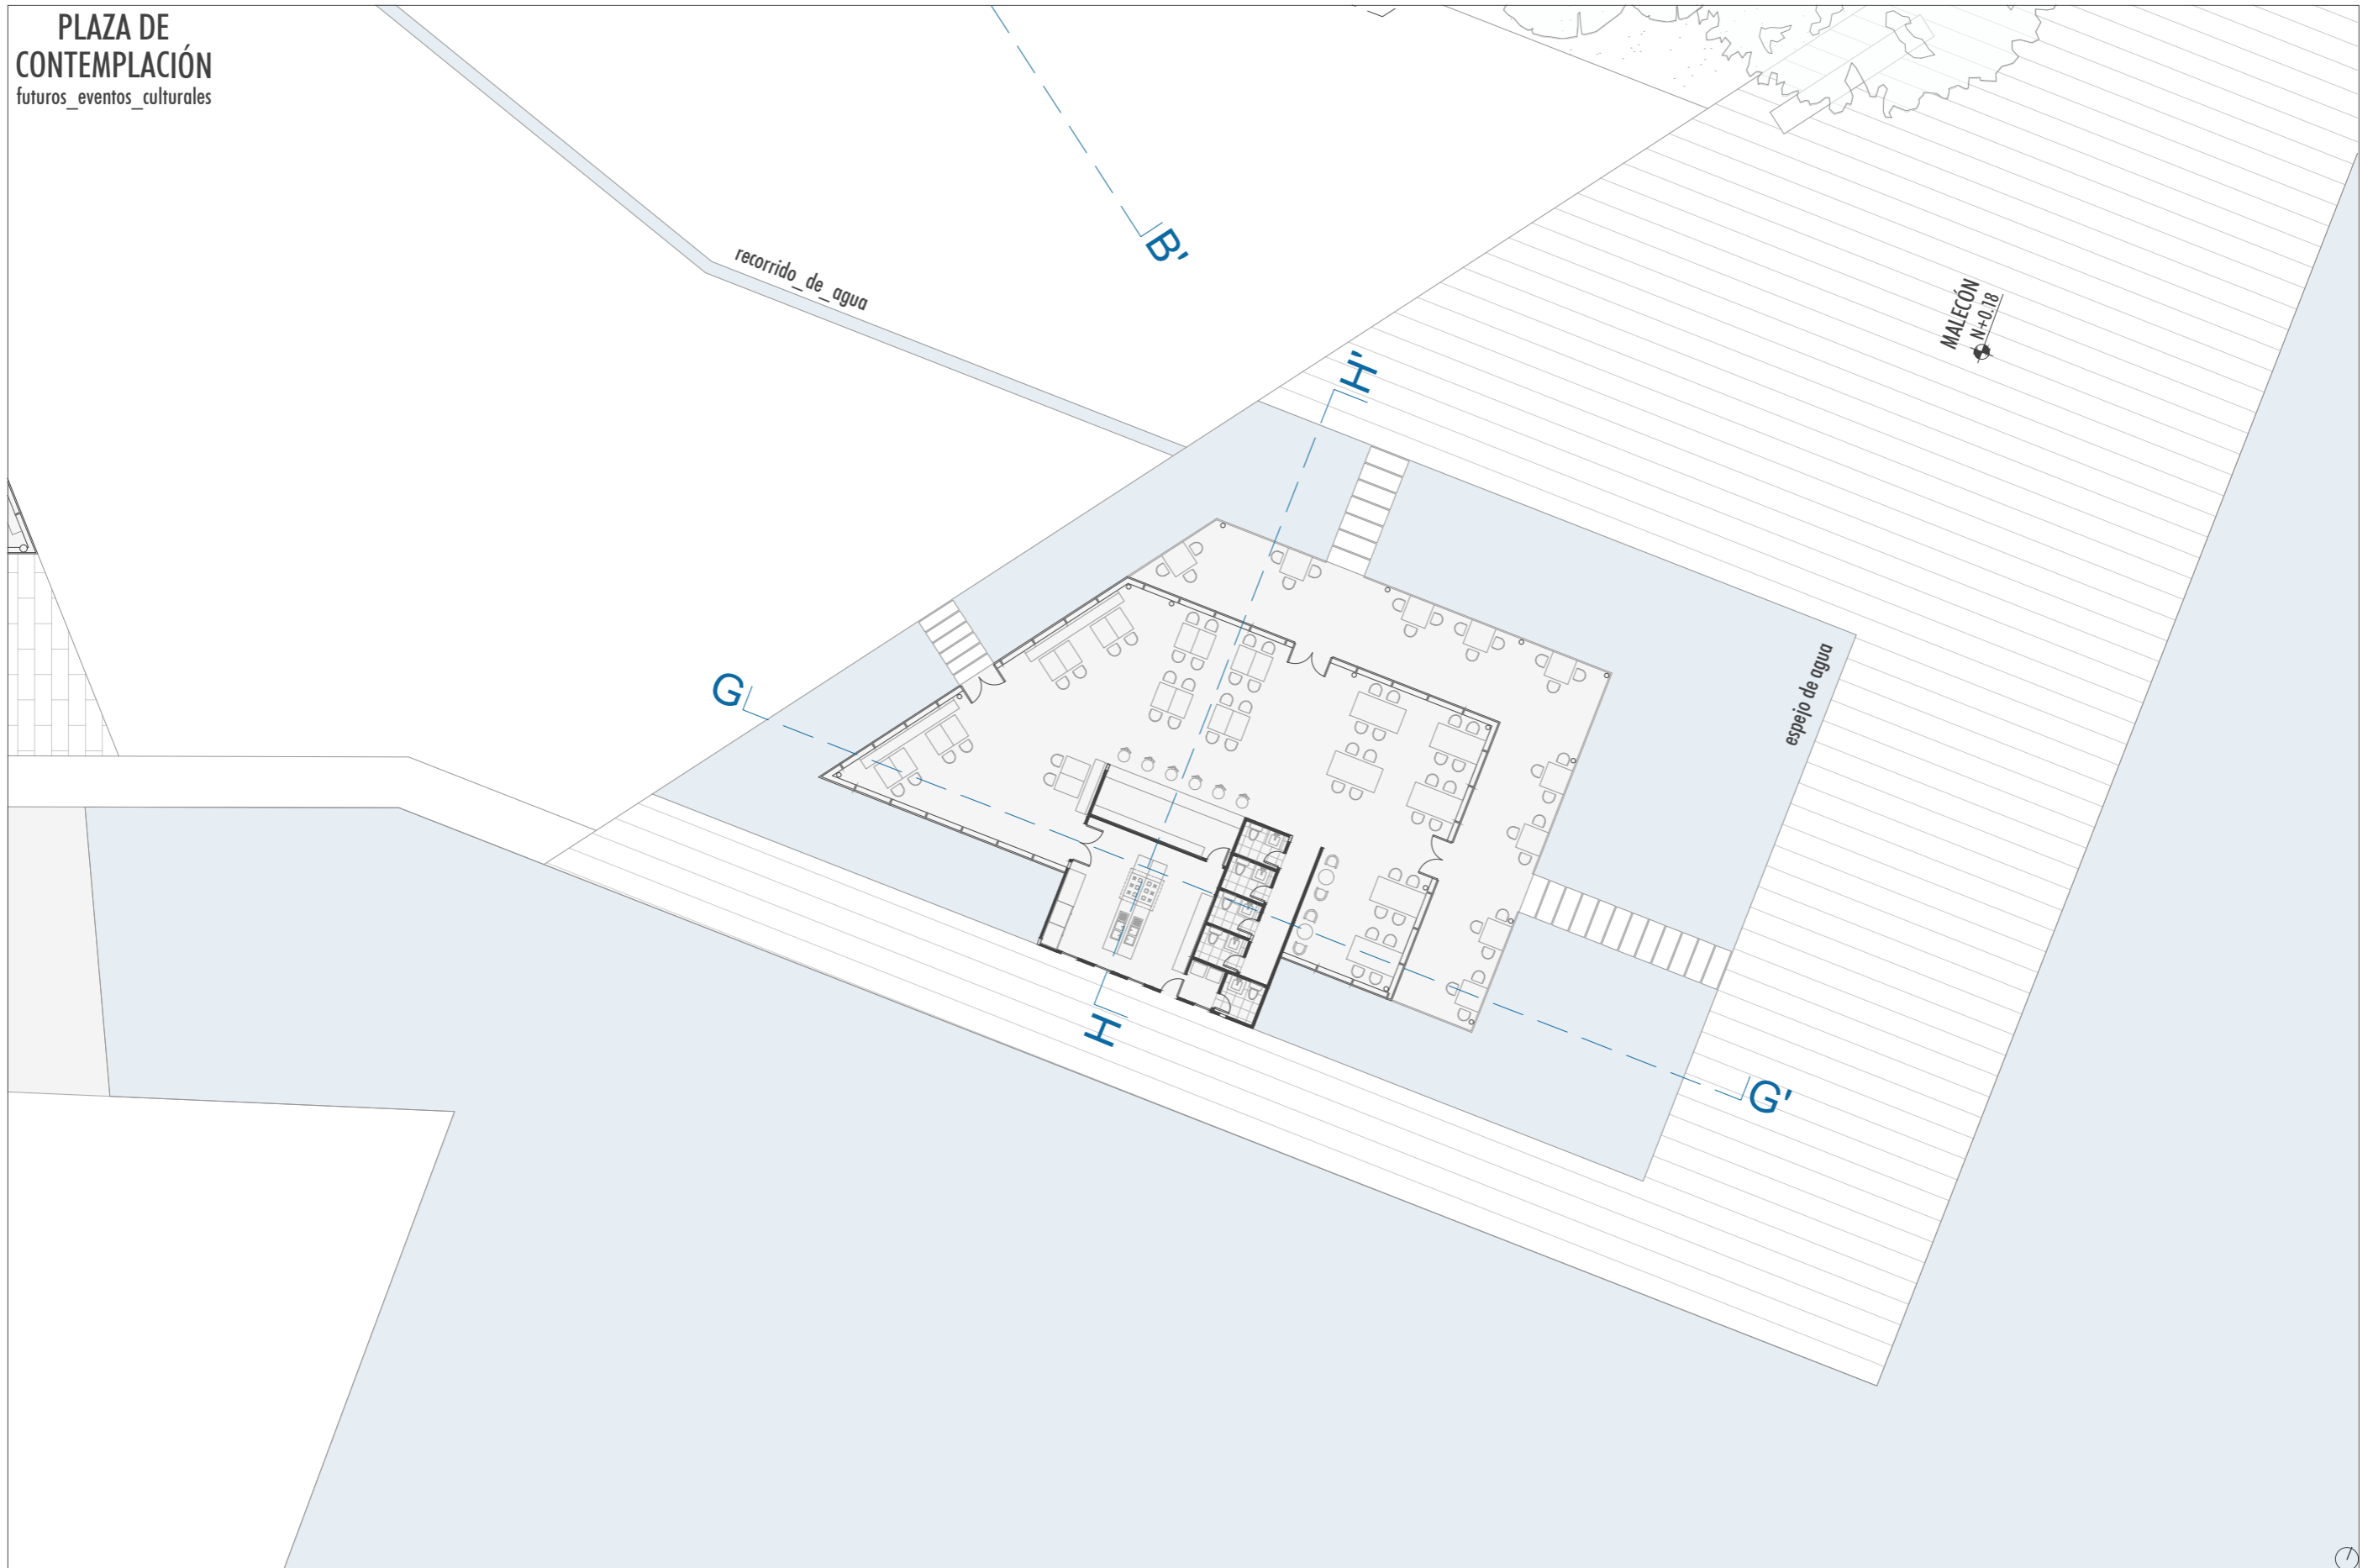 PLAZA DE
CONTEMPLACIÓN
futuros_eventos_culturales
B'
recorrido_de_agua
MALECÓN
N+0.18
H'
espejo de agua
G
H
G'